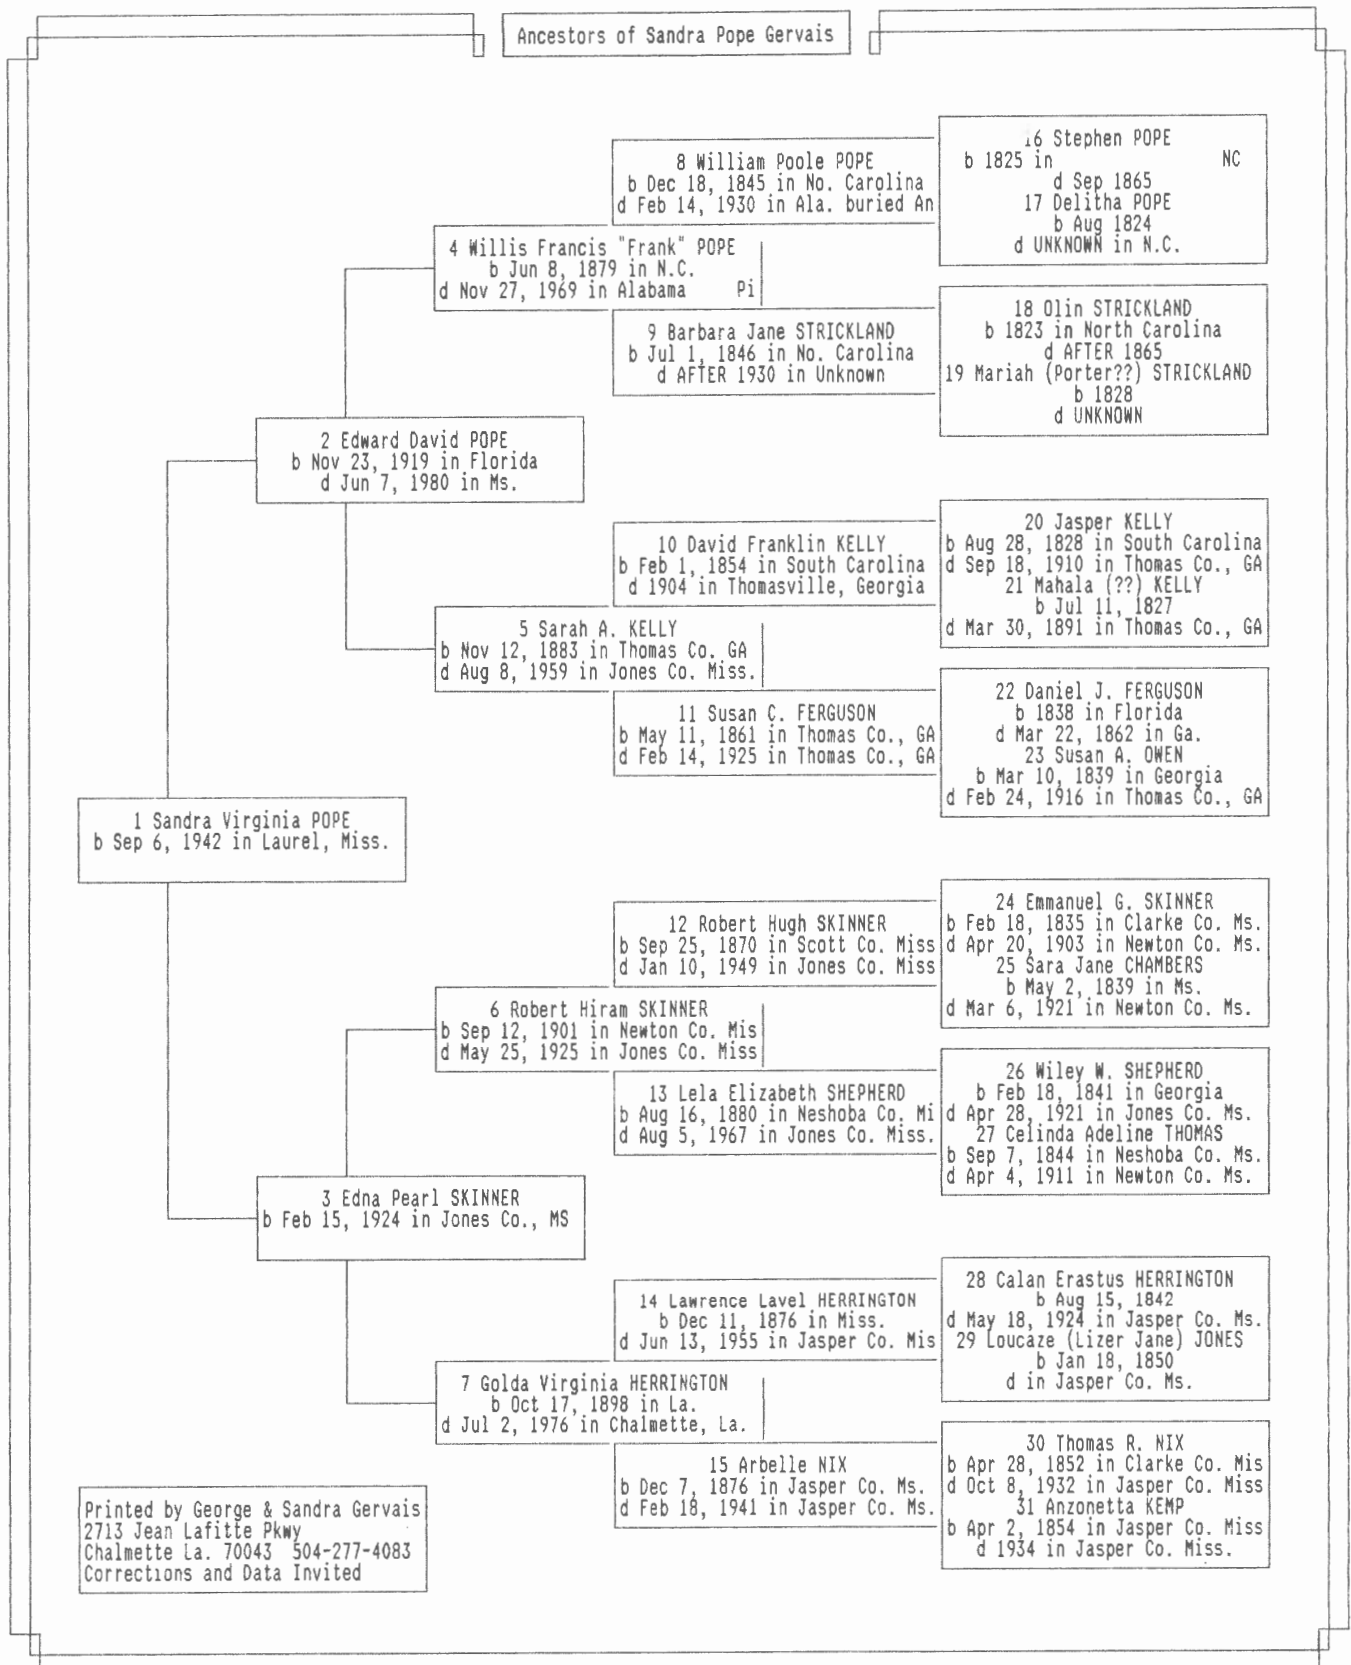 Ancestors of Sandra Pope Gervais
8 William Poole POPE
b Dec 18, 1845 in No. Carolina
d Feb 14, 1930 in Ala. buried An
16 Stephen POPE
b 1825 in NC
d Sep 1865
17 Delitha POPE
b Aug 1824
d UNKNOWN in N.C.
4 Willis Francis "Frank" POPE
b Jun 8, 1879 in N.C.
d Nov 27, 1969 in Alabama Pi
9 Barbara Jane STRICKLAND
b Jul 1, 1846 in No. Carolina
d AFTER 1930 in Unknown
18 Olin STRICKLAND
b 1823 in North Carolina
d AFTER 1865
19 Mariah (Porter??) STRICKLAND
b 1828
d UNKNOWN
2 Edward David POPE
b Nov 23, 1919 in Florida
d Jun 7, 1980 in Ms.
10 David Franklin KELLY
b Feb 1, 1854 in South Carolina
d 1904 in Thomasville, Georgia
20 Jasper KELLY
b Aug 28, 1828 in South Carolina
d Sep 18, 1910 in Thomas Co., GA
21 Mahala (??) KELLY
b Jul 11, 1827
d Mar 30, 1891 in Thomas Co., GA
5 Sarah A. KELLY
b Nov 12, 1883 in Thomas Co. GA
d Aug 8, 1959 in Jones Co. Miss.
11 Susan C. FERGUSON
b May 11, 1861 in Thomas Co., GA
d Feb 14, 1925 in Thomas Co., GA
22 Daniel J. FERGUSON
b 1838 in Florida
d Mar 22, 1862 in Ga.
23 Susan A. OWEN
b Mar 10, 1839 in Georgia
d Feb 24, 1916 in Thomas Co., GA
1 Sandra Virginia POPE
b Sep 6, 1942 in Laurel, Miss.
12 Robert Hugh SKINNER
b Sep 25, 1870 in Scott Co. Miss
d Jan 10, 1949 in Jones Co. Miss
24 Emmanuel G. SKINNER
b Feb 18, 1835 in Clarke Co. Ms.
d Apr 20, 1903 in Newton Co. Ms.
25 Sara Jane CHAMBERS
b May 2, 1839 in Ms.
d Mar 6, 1921 in Newton Co. Ms.
6 Robert Hiram SKINNER
b Sep 12, 1901 in Newton Co. Mis
d May 25, 1925 in Jones Co. Miss
13 Lela Elizabeth SHEPHERD
b Aug 16, 1880 in Neshoba Co. Mi
d Aug 5, 1967 in Jones Co. Miss.
26 Wiley W. SHEPHERD
b Feb 18, 1841 in Georgia
d Apr 28, 1921 in Jones Co. Ms.
27 Celinda Adeline THOMAS
b Sep 7, 1844 in Neshoba Co. Ms.
d Apr 4, 1911 in Newton Co. Ms.
3 Edna Pearl SKINNER
b Feb 15, 1924 in Jones Co., MS
14 Lawrence Lavel HERRINGTON
b Dec 11, 1876 in Miss.
d Jun 13, 1955 in Jasper Co. Mis
28 Calan Erastus HERRINGTON
b Aug 15, 1842
d May 18, 1924 in Jasper Co. Ms.
29 Loucaze (Lizer Jane) JONES
b Jan 18, 1850
d in Jasper Co. Ms.
7 Golda Virginia HERRINGTON
b Oct 17, 1898 in La.
d Jul 2, 1976 in Chalmette, La.
15 Arbelle NIX
b Dec 7, 1876 in Jasper Co. Ms.
d Feb 18, 1941 in Jasper Co. Ms.
30 Thomas R. NIX
b Apr 28, 1852 in Clarke Co. Mis
d Oct 8, 1932 in Jasper Co. Miss
31 Anzonetta KEMP
b Apr 2, 1854 in Jasper Co. Miss
d 1934 in Jasper Co. Miss.
Printed by George & Sandra Gervais
2713 Jean Lafitte Pkwy
Chalmette La. 70043 504-277-4083
Corrections and Data Invited